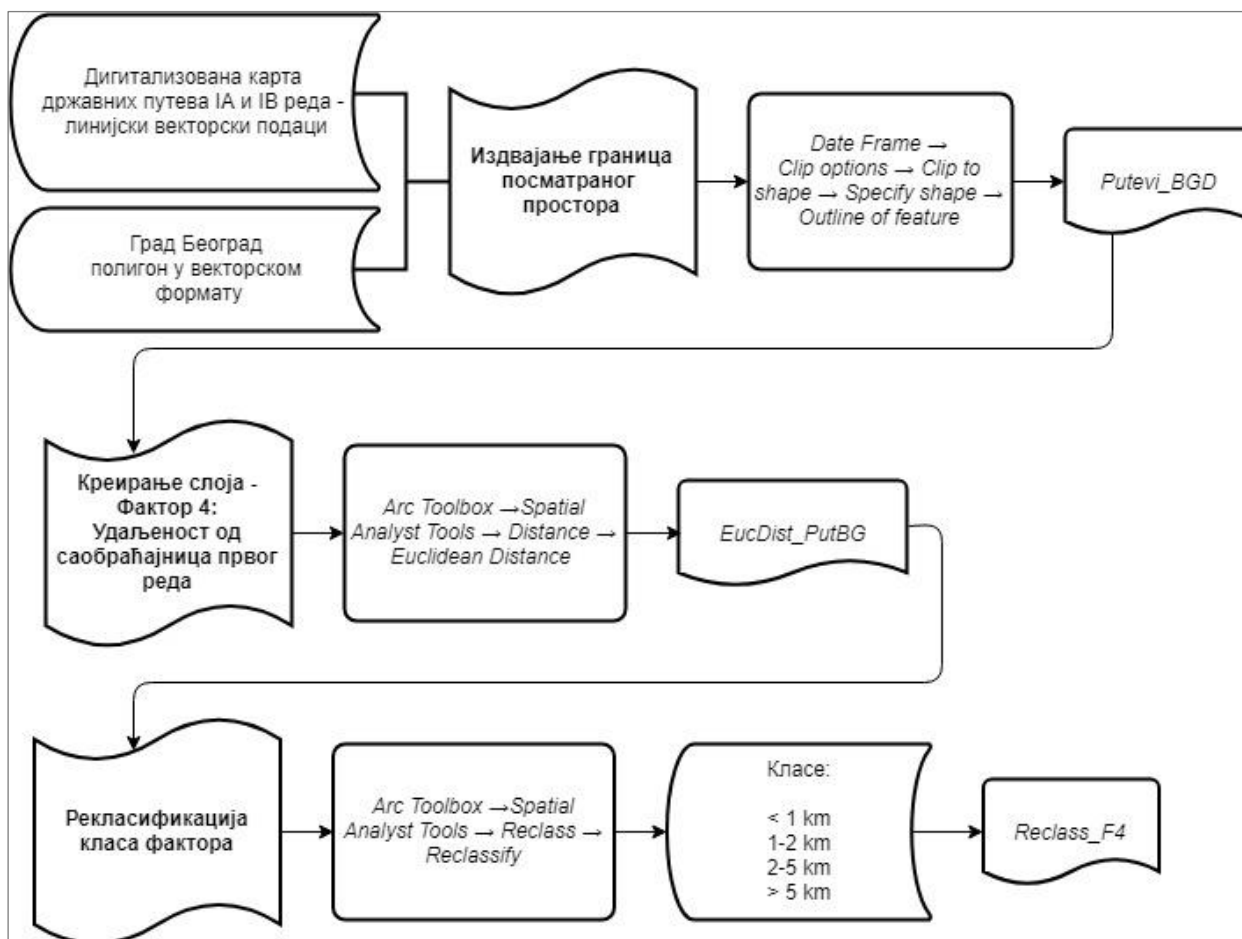 Дигитализована карта
државних путева IA и IB реда -
линијски векторски подаци
Град Београд
полигон у векторском
формату
Издвајање граница
посматраног
простора
Date Frame →
Clip options → Clip to
shape → Specify shape →
Outline of feature
Putevi_BGD
Креирање слоја -
Фактор 4:
Удаљеност од
саобраћајница првог
реда
Arc Toolbox →Spatial
Analyst Tools → Distance →
Euclidean Distance
EucDist_PutBG
Рекласификација
класа фактора
Arc Toolbox →Spatial
Analyst Tools → Reclass →
Reclassify
Класе:
< 1 km
1-2 km
2-5 km
> 5 km
Reclass_F4